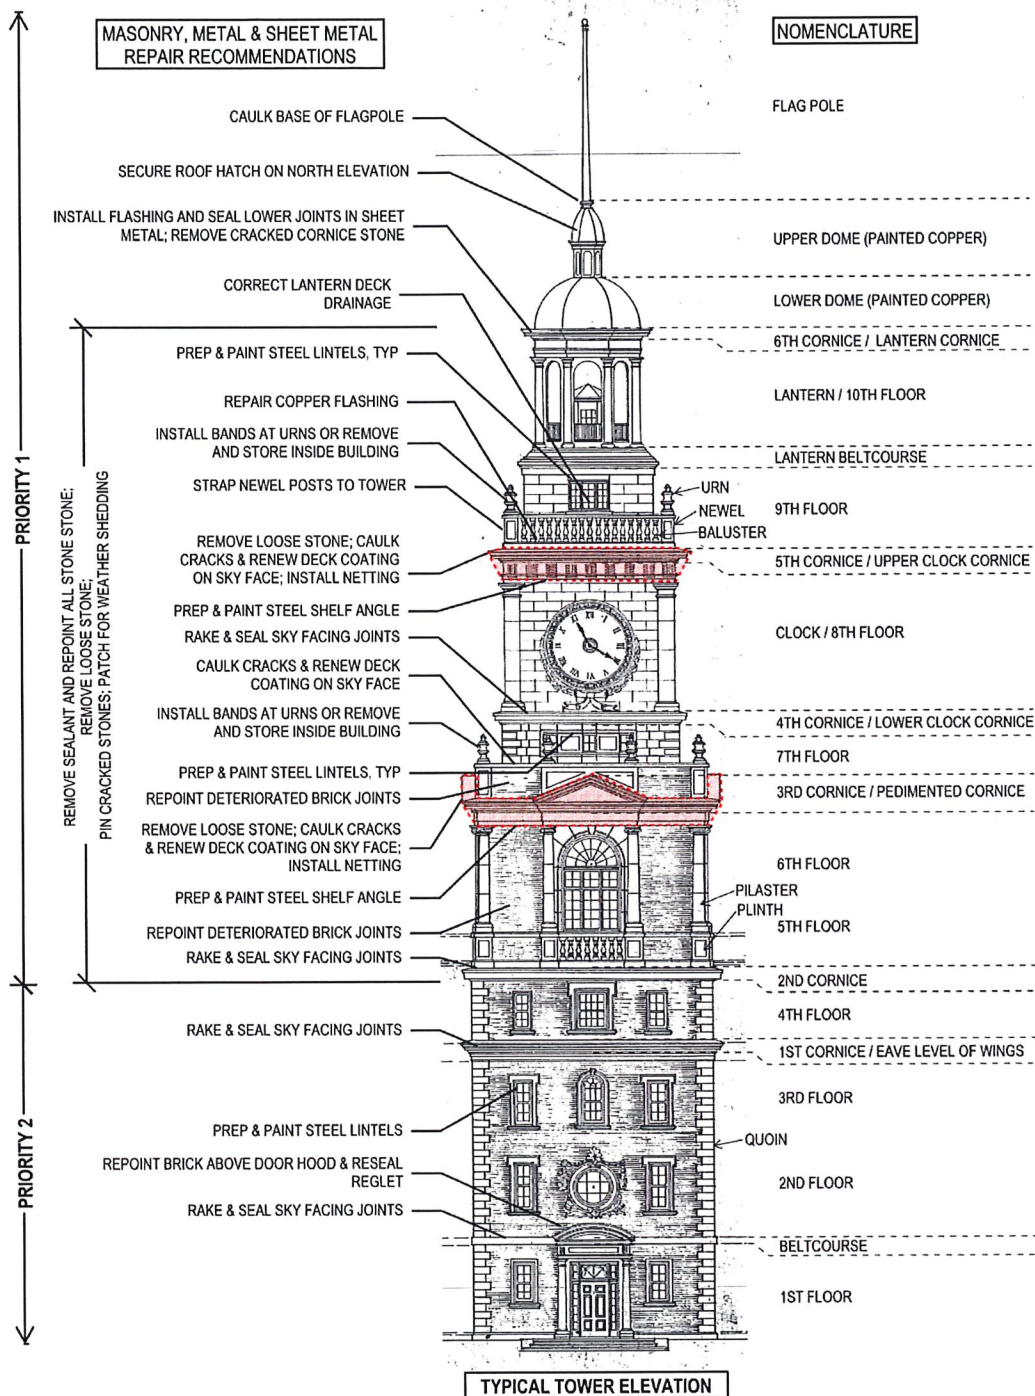 MASONRY, METAL & SHEET METAL
REPAIR RECOMMENDATIONS
NOMENCLATURE
PRIORITY 1
PRIORITY 2
REMOVE SEALANT AND REPOINT ALL STONE STONE;
REMOVE LOOSE STONE;
PIN CRACKED STONES; PATCH FOR WEATHER SHEDDING
CAULK BASE OF FLAGPOLE
SECURE ROOF HATCH ON NORTH ELEVATION
INSTALL FLASHING AND SEAL LOWER JOINTS IN SHEET
METAL; REMOVE CRACKED CORNICE STONE
CORRECT LANTERN DECK
DRAINAGE
PREP & PAINT STEEL LINTELS, TYP
REPAIR COPPER FLASHING
INSTALL BANDS AT URNS OR REMOVE
AND STORE INSIDE BUILDING
STRAP NEWEL POSTS TO TOWER
REMOVE LOOSE STONE; CAULK
CRACKS & RENEW DECK COATING
ON SKY FACE; INSTALL NETTING
PREP & PAINT STEEL SHELF ANGLE
RAKE & SEAL SKY FACING JOINTS
CAULK CRACKS & RENEW DECK
COATING ON SKY FACE
INSTALL BANDS AT URNS OR REMOVE
AND STORE INSIDE BUILDING
PREP & PAINT STEEL LINTELS, TYP
REPOINT DETERIORATED BRICK JOINTS
REMOVE LOOSE STONE; CAULK CRACKS
& RENEW DECK COATING ON SKY FACE;
INSTALL NETTING
PREP & PAINT STEEL SHELF ANGLE
REPOINT DETERIORATED BRICK JOINTS
RAKE & SEAL SKY FACING JOINTS
RAKE & SEAL SKY FACING JOINTS
PREP & PAINT STEEL LINTELS
REPOINT BRICK ABOVE DOOR HOOD & RESEAL
REGLET
RAKE & SEAL SKY FACING JOINTS
FLAG POLE
UPPER DOME (PAINTED COPPER)
LOWER DOME (PAINTED COPPER)
6TH CORNICE / LANTERN CORNICE
LANTERN / 10TH FLOOR
LANTERN BELTCOURSE
URN
NEWEL
BALUSTER
9TH FLOOR
5TH CORNICE / UPPER CLOCK CORNICE
CLOCK / 8TH FLOOR
4TH CORNICE / LOWER CLOCK CORNICE
7TH FLOOR
3RD CORNICE / PEDIMENTED CORNICE
6TH FLOOR
PILASTER
PLINTH
5TH FLOOR
2ND CORNICE
4TH FLOOR
1ST CORNICE / EAVE LEVEL OF WINGS
3RD FLOOR
QUOIN
2ND FLOOR
BELTCOURSE
1ST FLOOR
TYPICAL TOWER ELEVATION